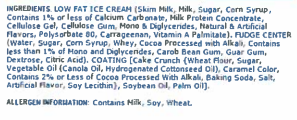 INGREDIENTS: LOW FAT ICE CREAM (Skim Milk, Milk, Sugar, Corn Syrup,
Contains 1% or less of Calcium Carbonate, Milk Protein Concentrate,
Cellulose Gel, Cellulose Gum, Mono & Diglycerides, Natural & Artificial
Flavors, Polysorbate 80, Carrageenan, Vitamin A Palmitate). FUDGE CENTER
(Water, Sugar, Corn Syrup, Whey, Cocoa Processed with Alkali, Contains
less than 1% of Mono and Diglycerides, Carob Bean Gum, Guar Gum,
Dextrose, Citric Acid). COATING [Cake Crunch {Wheat Flour, Sugar,
Vegetable Oil (Canola Oil, Hydrogenated Cottonseed Oil), Caramel Color,
Contains 2% or Less of Cocoa Processed With Alkali, Baking Soda, Salt,
Artificial Flavor, Soy Lecithin}, Soybean Oil, Palm Oil].
ALLERGEN INFORMATION: Contains Milk, Soy, Wheat.